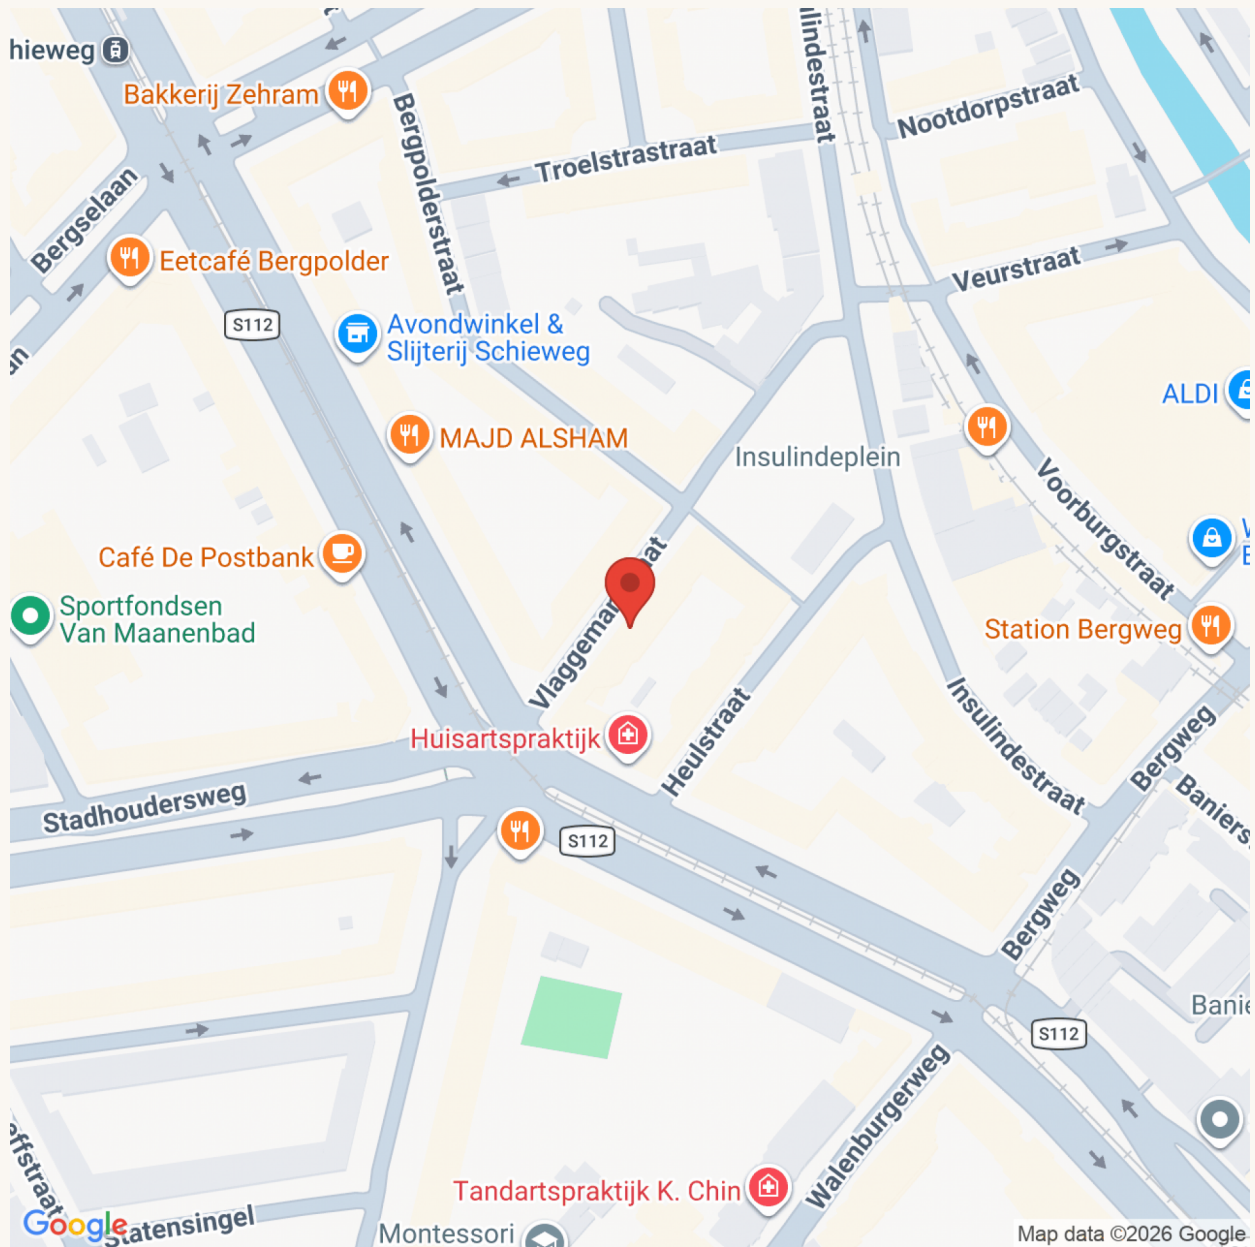 hieweg
Bakkerij Zehram
Bergpolderstraat
Troelstrastraat
Nootdorpstraat
Bergselaan
Eetcafé Bergpolder
S112
Avondwinkel &
Slijterij Schieweg
Veurstraat
ALDI
MAJD ALSHAM
Insulindeplein
Voorburgstraat
Café De Postbank
Sportfondsen
Van Maanenbad
Station Bergweg
Huisartspraktijk
Heulstraat
Insulindestraat
Bergweg
Stadhoudersweg
S112
Bergweg
S112
Walenburgerweg
Tandartspraktijk K. Chin
Statensingel
Montessori
Google
Map data ©2026 Google